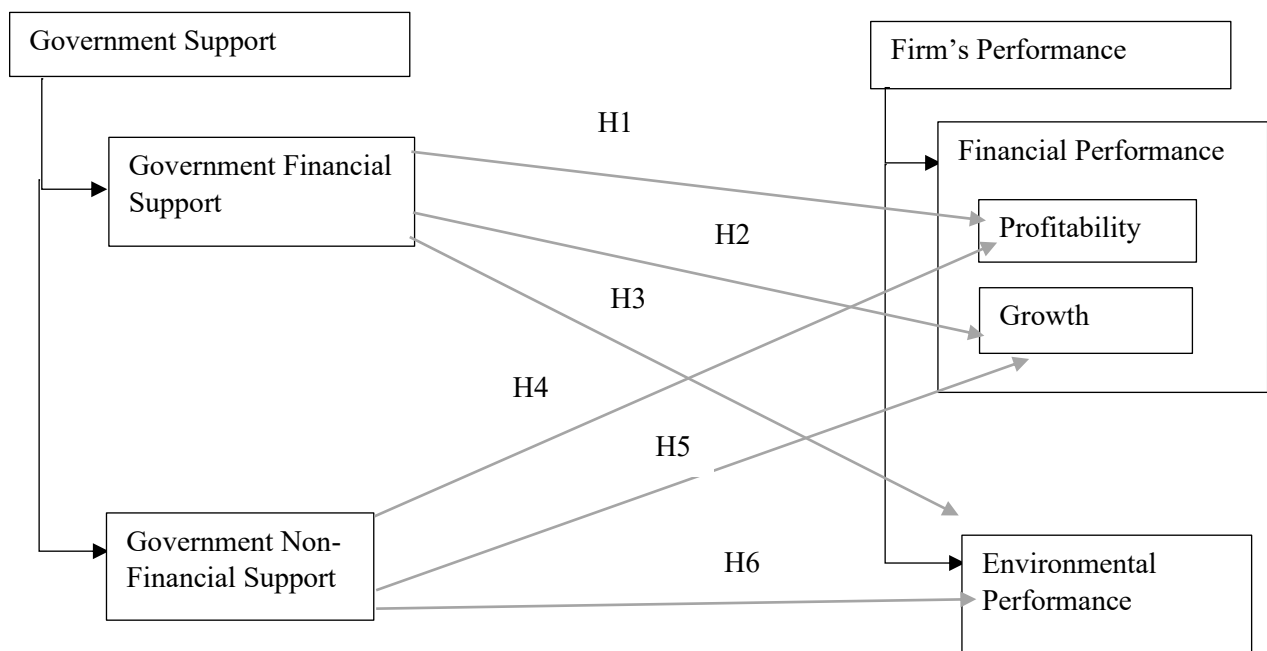 Government Support
Firm’s Performance
H1
Government Financial
Support
Financial Performance
Profitability
H2
H3
Growth
H4
H5
Government Non-
Financial Support
H6
Environmental
Performance